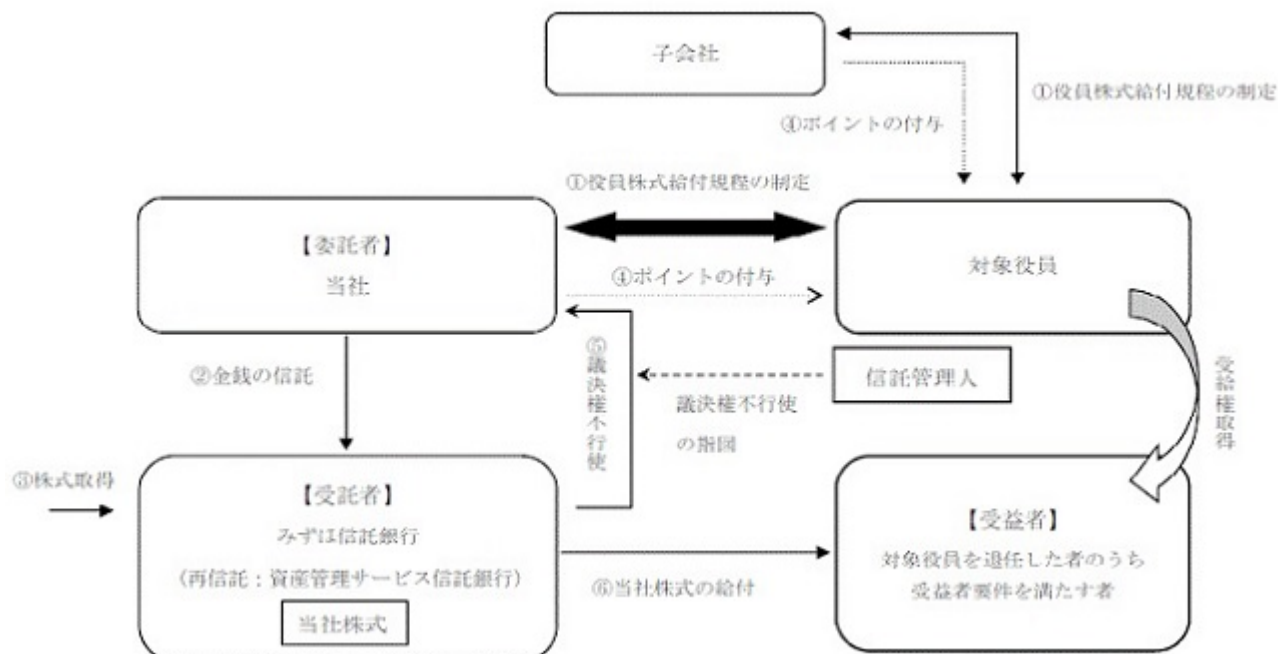 子会社
①役員株式給付規程の制定
④ポイントの付与
①役員株式給付規程の制定
【委託者】
当社
④ポイントの付与
対象役員
②金銭の信託
⑤議決権不行使
議決権不行使
の指図
信託管理人
受給権取得
③株式取得
【受託者】
みずほ信託銀行
（再信託：資産管理サービス信託銀行）
当社株式
⑥当社株式の給付
【受益者】
対象役員を退任した者のうち
受益者要件を満たす者